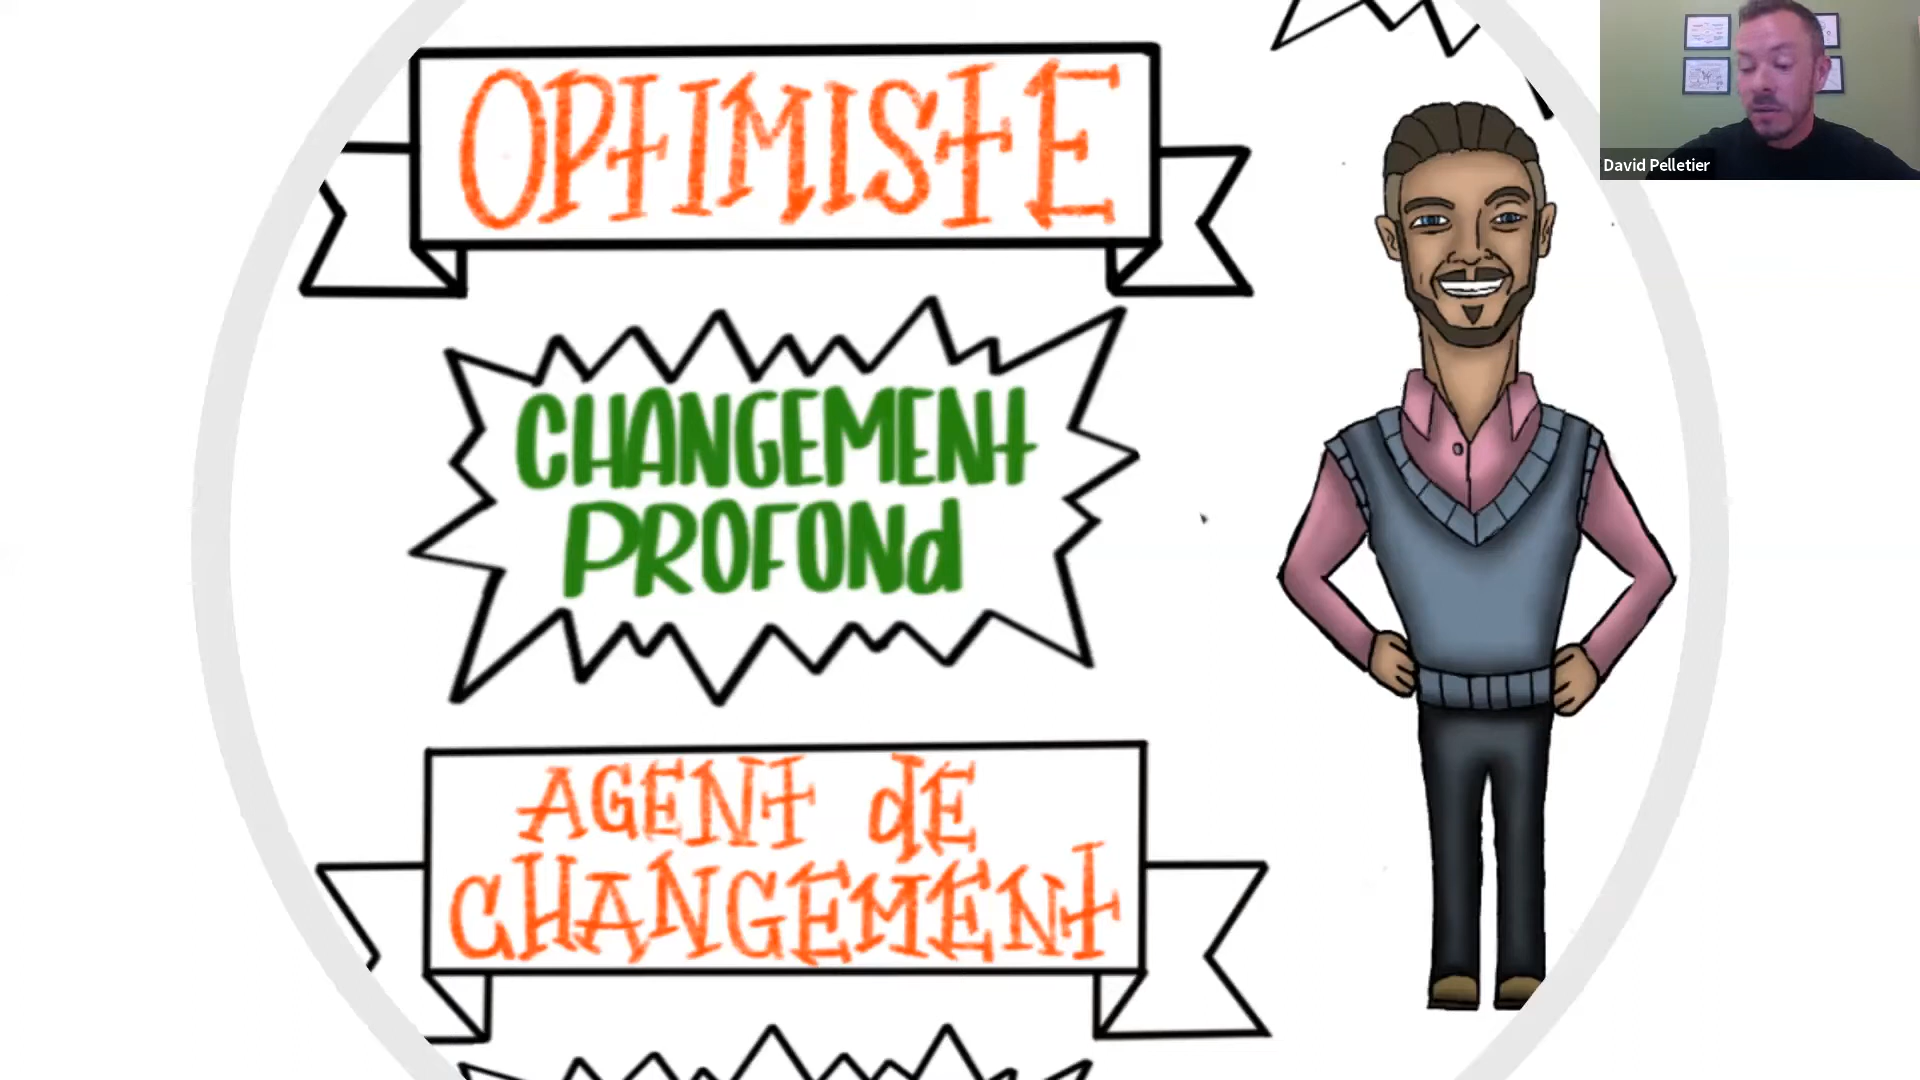 OPTIMISTE
CHANGEMENT
PROFONd
AGENT dE
CHANGEMENT
David Pelletier